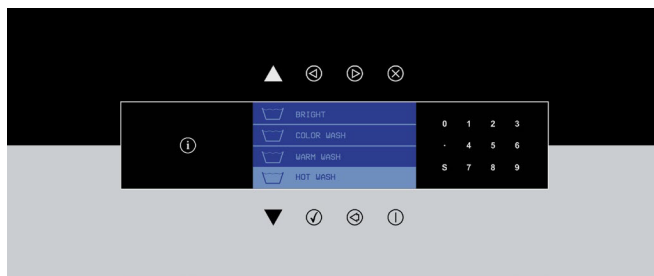 BRIGHT
COLOR WASH
WARM WASH
HOT WASH
0 1 2 3
· 4 5 6
S 7 8 9